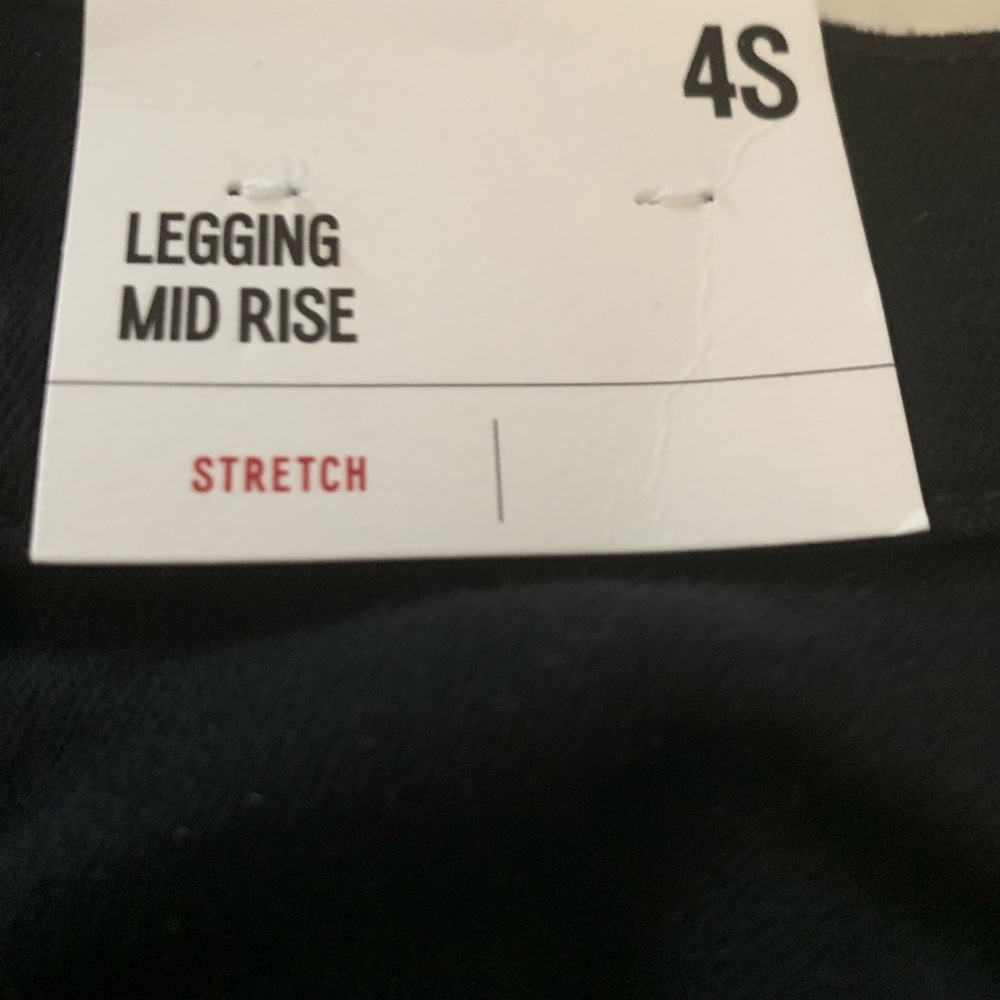 4S
LEGGING
MID RISE
STRETCH